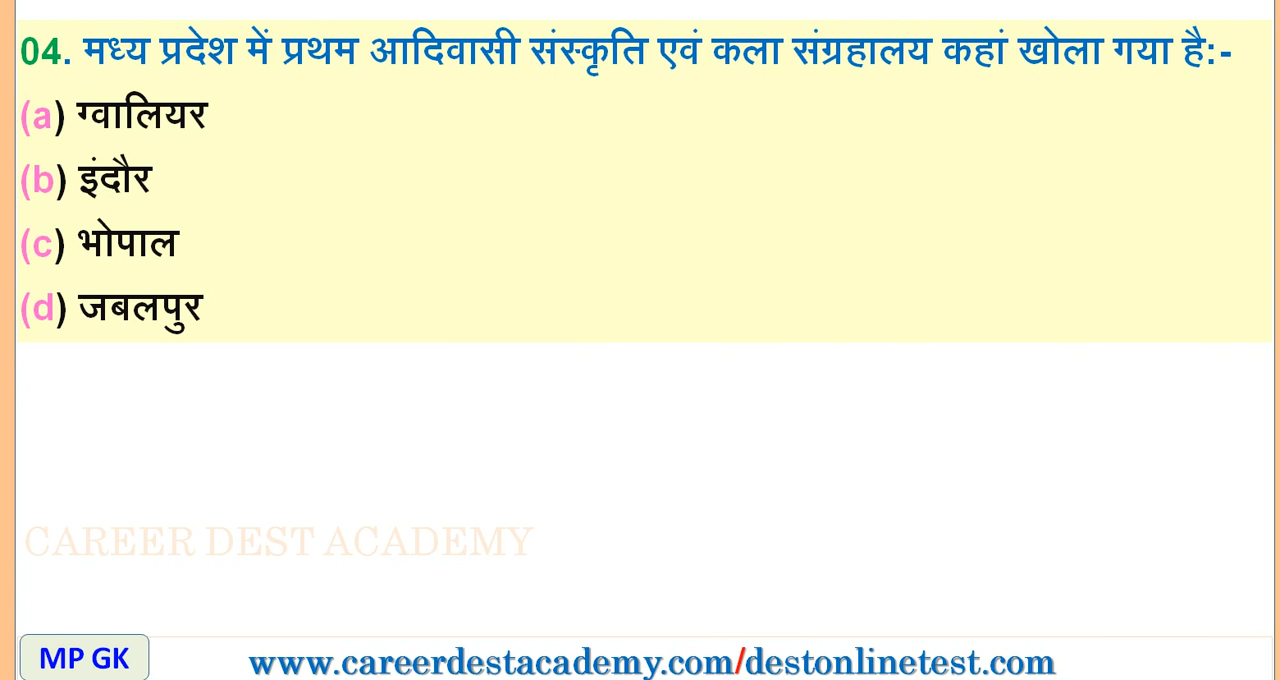 04. मध्य प्रदेश में प्रथम आदिवासी संस्कृति एवं कला संग्रहालय कहां खोला गया है:-
(a) ग्वालियर
(b) इंदौर
(c) भोपाल
(d) जबलपुर
CAREER DEST ACADEMY
MP GK
www.careerdestacademy.com/destonlinetest.com